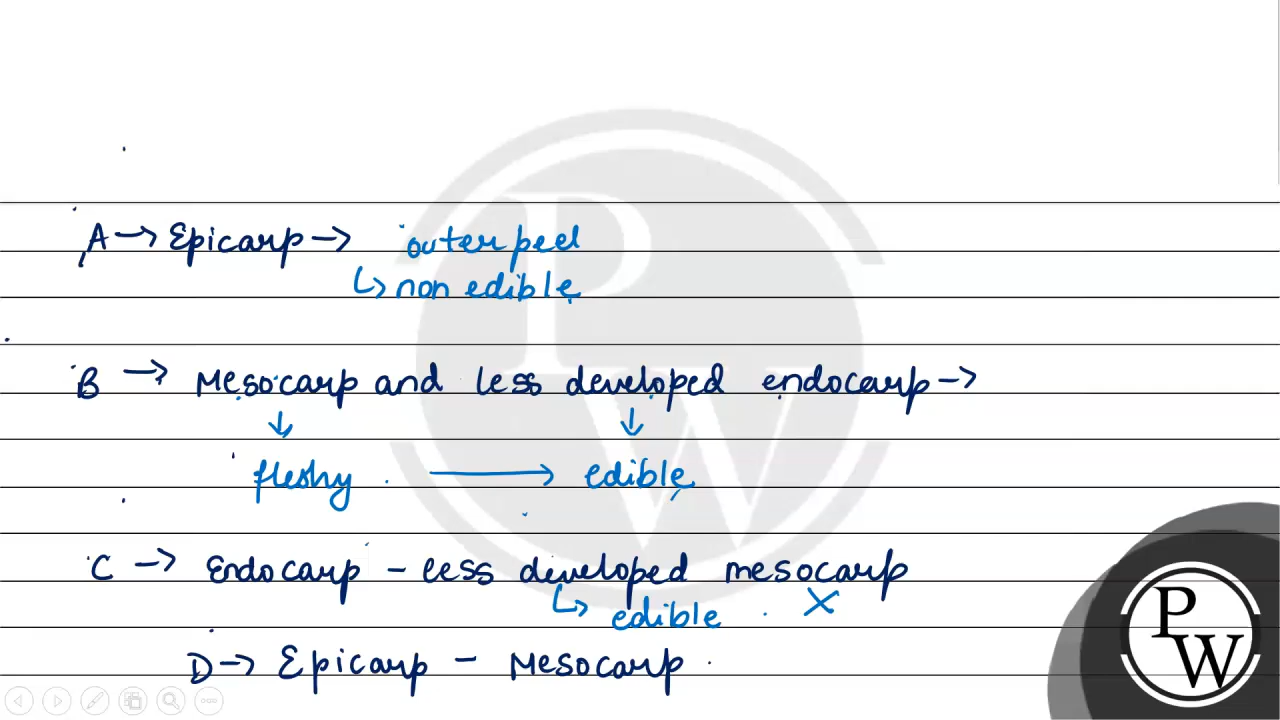 A → Epicarp → outer peel
↳ non edible
B → Mesocarp and less developed endocarp →
↓ ↓
fleshy → edible
C → Endocarp - less developed mesocarp
↳ edible X
D → Epicarp - Mesocarp
P
W
P
W